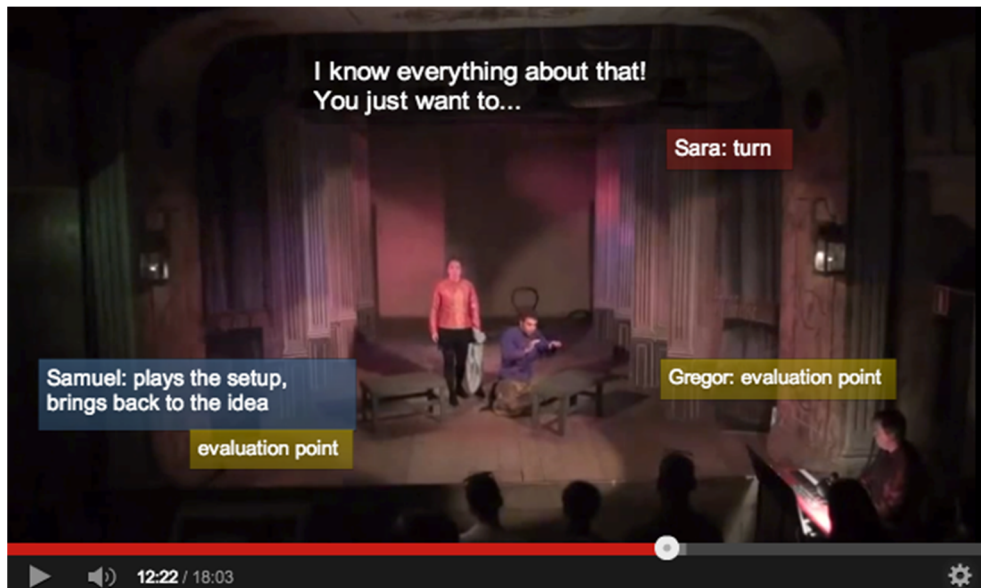 I know everything about that!
You just want to...
Sara: turn
Samuel: plays the setup,
brings back to the idea
Gregor: evaluation point
evaluation point
12:22 / 18:03